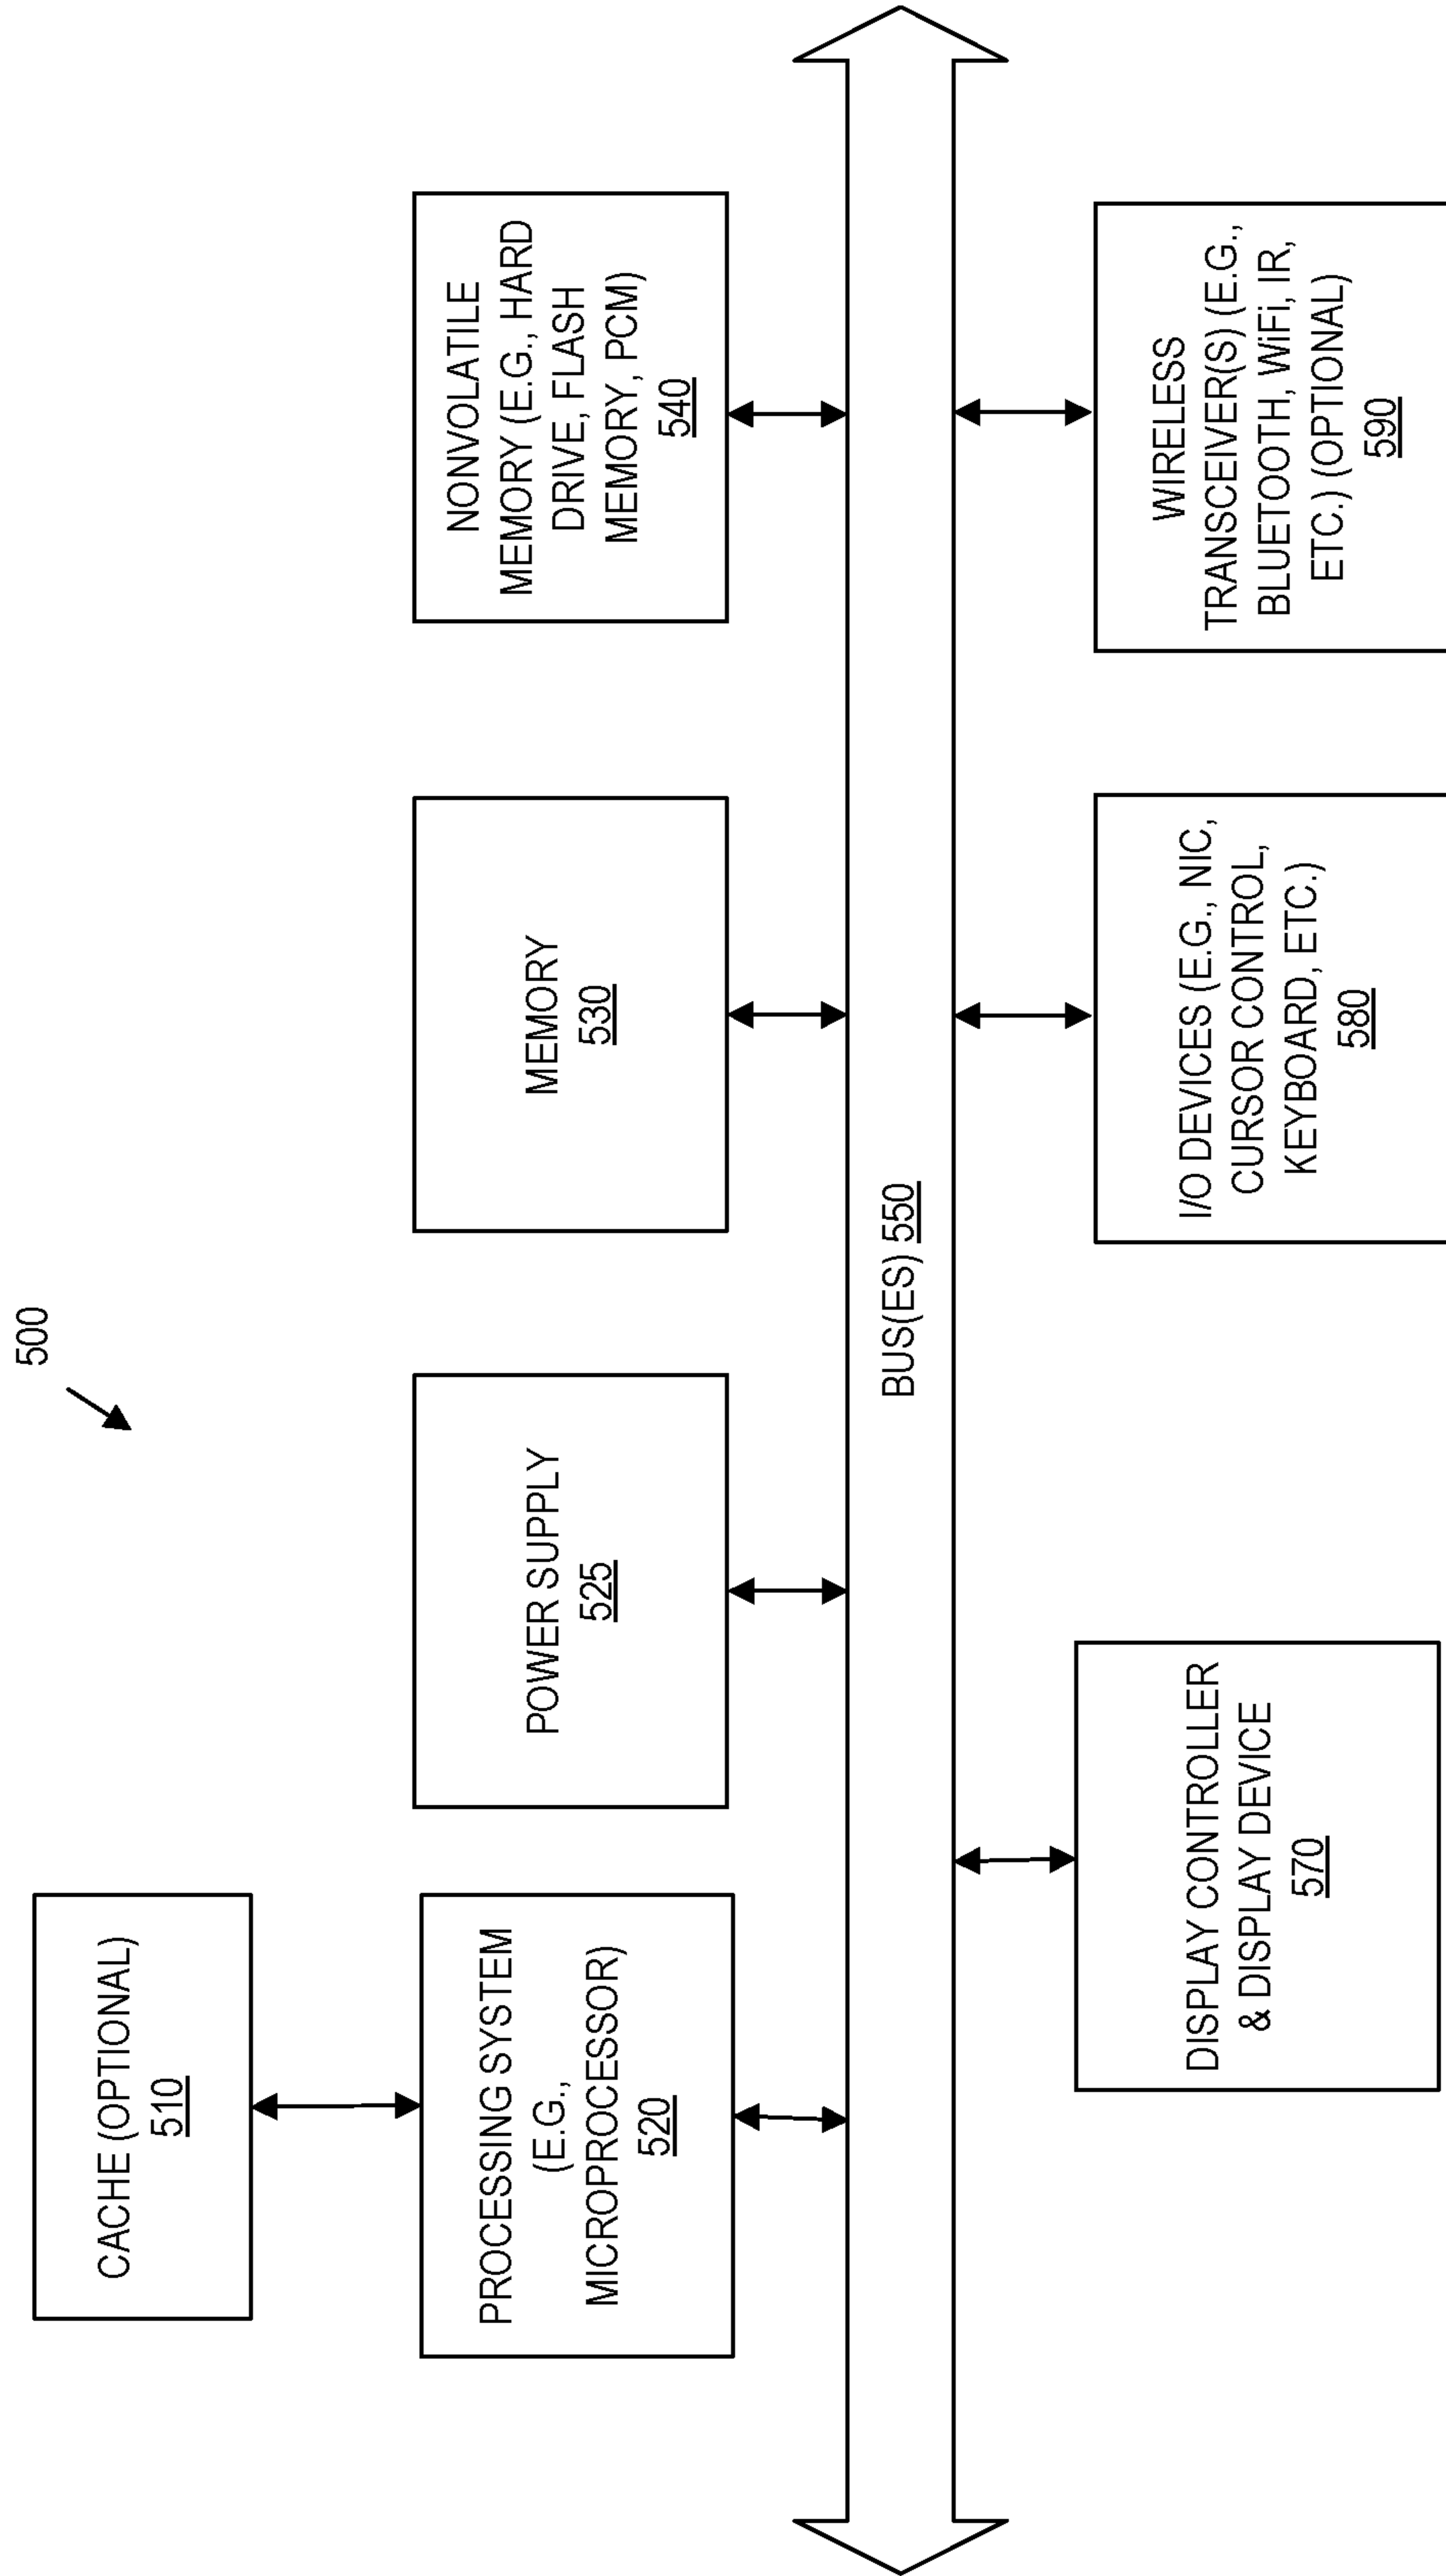 500
CACHE (OPTIONAL)
510
PROCESSING SYSTEM
(E.G.,
MICROPROCESSOR)
520
POWER SUPPLY
525
MEMORY
530
NONVOLATILE
MEMORY (E.G., HARD
DRIVE, FLASH
MEMORY, PCM)
540
BUS(ES) 550
DISPLAY CONTROLLER
& DISPLAY DEVICE
570
I/O DEVICES (E.G., NIC,
CURSOR CONTROL,
KEYBOARD, ETC.)
580
WIRELESS
TRANSCEIVER(S) (E.G.,
BLUETOOTH, WiFi, IR,
ETC.) (OPTIONAL)
590